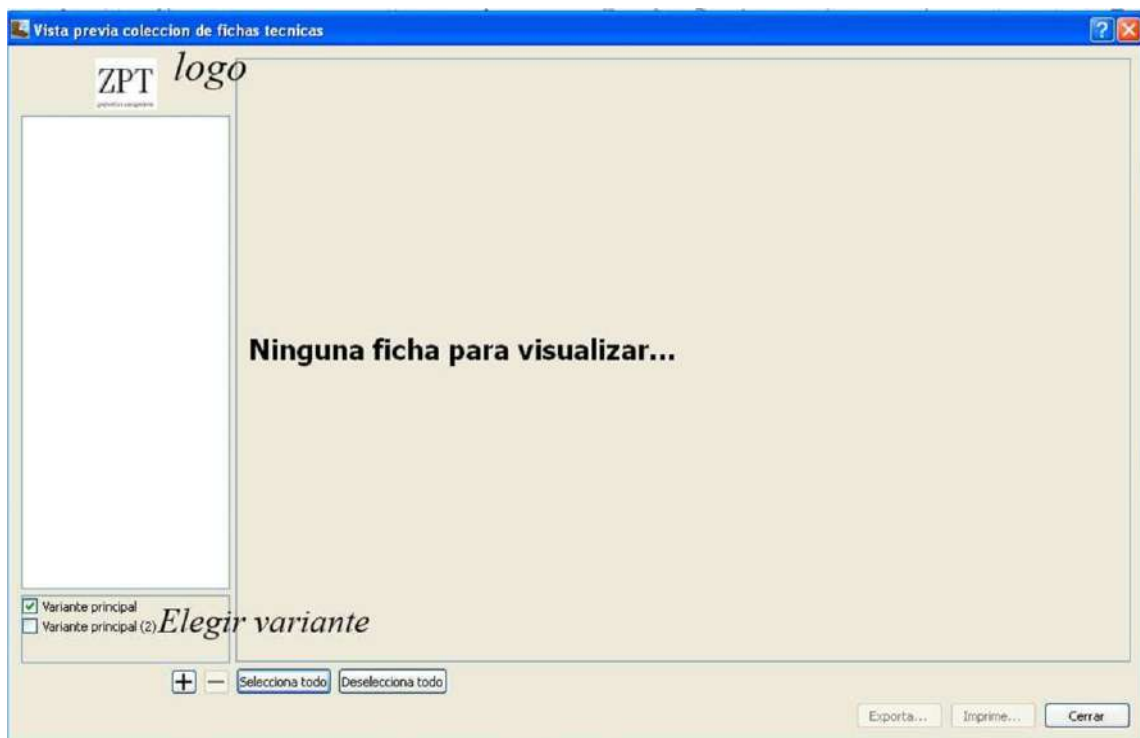 Vista previa coleccion de fichas tecnicas
ZPT
logo
Ninguna ficha para visualizar...
Variante principal
Variante principal (2)
Elegir variante
Selecciona todo
Deselecciona todo
Exporta...
Imprime...
Cerrar